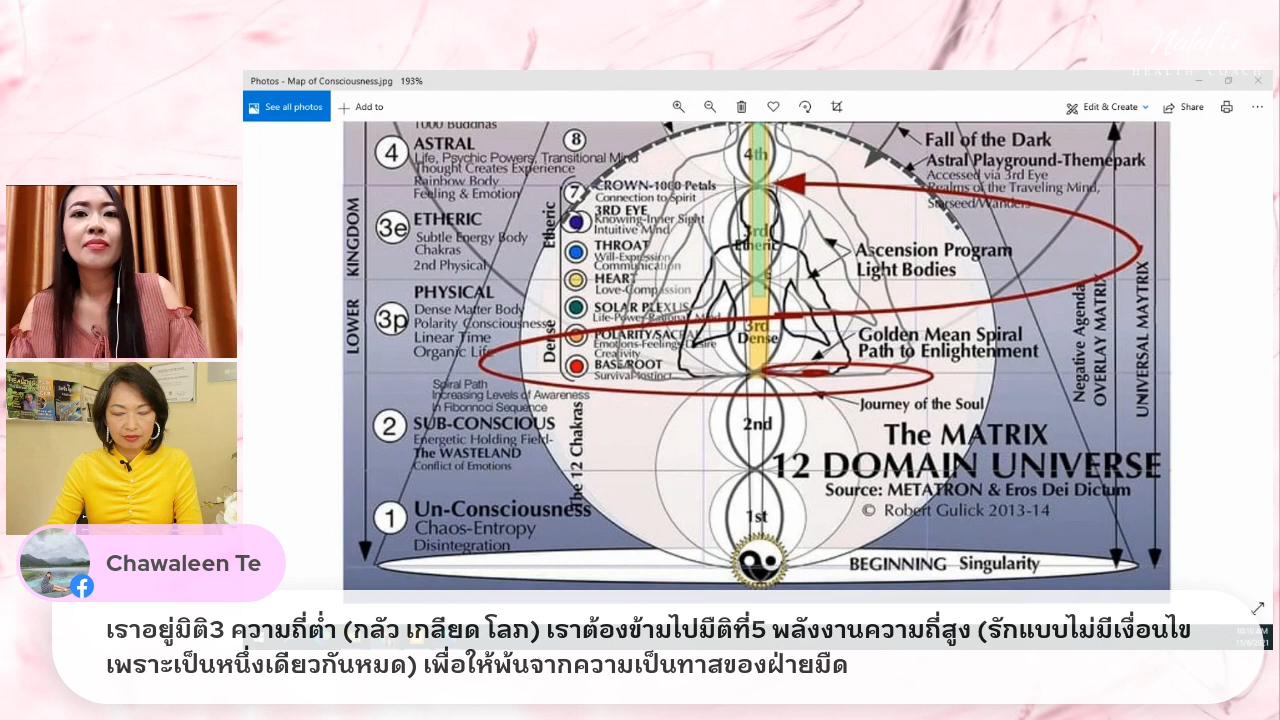 Natalie
HEALTH COACH
Photos - Map of Consciousness.jpg 193%
See all photos
Add to
Edit & Create
Share
1000 Buddhas
4
ASTRAL
Life, Psychic Powers, Transitional Mind
Thought Creates Experience
Rainbow Body
Feeling & Emotion
3e
ETHERIC
Subtle Energy Body
Chakras
2nd Physical
3p
PHYSICAL
Dense Matter Body
Polarity Consciousness
Linear Time
Organic Life
Spiral Path
Increasing Levels of Awareness
In Fibonnoci Sequence
2
SUB-CONSCIOUS
Energetic Holding Field-
The WASTELAND
Conflict of Emotions
1
Un-Consciousness
Chaos-Entropy
Disintegration
LOWER KINGDOM
8
7
CROWN-1000 Petals
Connection to Spirit
3RD EYE
Knowing-Inner Sight
Intuitive Mind
THROAT
Will-Expression
Communication
HEART
Love-Compassion
SOLAR PLEXUS
Life-Power-Rational Mind
POLARITY/SACRAL
Emotions-Feelings/Desire
Creativity
BASE/ROOT
Survival-Instinct
Etheric
Dense
The 12 Chakras
4th
3rd
Etheric
3rd
Dense
2nd
1st
Fall of the Dark
Astral Playground-Themepark
Accessed via 3rd Eye
Realms of the Traveling Mind,
Starseed/Wanders
Ascension Program
Light Bodies
Golden Mean Spiral
Path to Enlightenment
Journey of the Soul
Negative Agenda
OVERLAY MATRIX
UNIVERSAL MAYTRIX
The MATRIX
12 DOMAIN UNIVERSE
Source: METATRON & Eros Dei Dictum
© Robert Gulick 2013-14
BEGINNING Singularity
Chawaleen Te
เราอยู่มิติ3 ความถี่ต่ำ (กลัว เกลียด โลภ) เราต้องข้ามไปมืติที่5 พลังงานความถี่สูง (รักแบบไม่มีเงื่อนไข
เพราะเป็นหนึ่งเดียวกันหมด) เพื่อให้พ้นจากความเป็นทาสของฝ่ายมืด